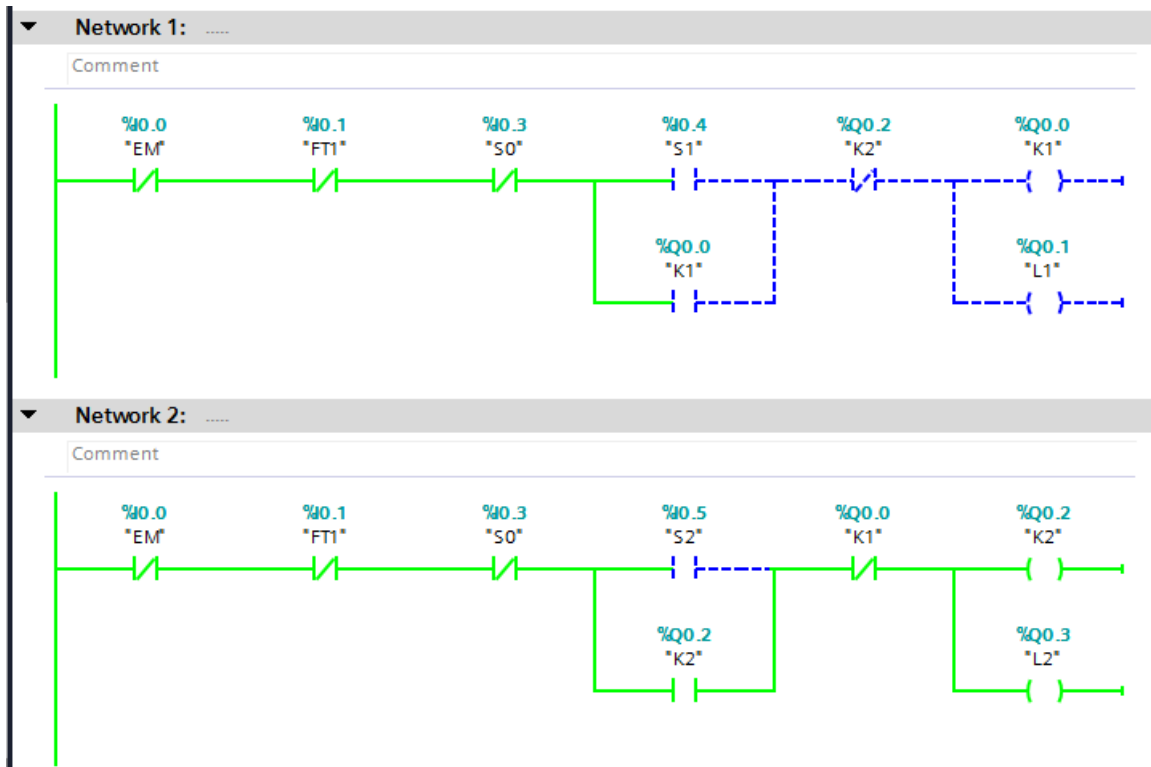 Network 1: .....
Comment
%I0.0 %I0.1 %I0.3 %I0.4 %Q0.2 %Q0.0
"EM" "FT1" "S0" "S1" "K2" "K1"
%Q0.0 %Q0.1
"K1" "L1"
Network 2: .....
Comment
%I0.0 %I0.1 %I0.3 %I0.5 %Q0.0 %Q0.2
"EM" "FT1" "S0" "S2" "K1" "K2"
%Q0.2 %Q0.3
"K2" "L2"